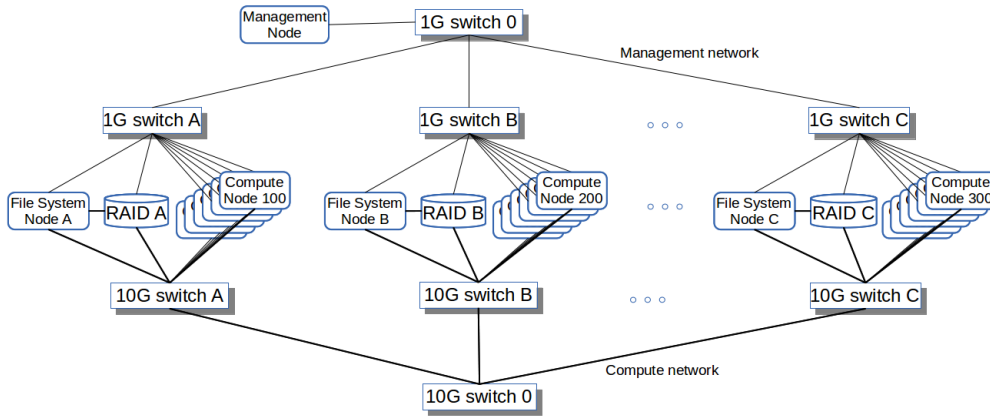 Management
Node
1G switch 0
Management network
1G switch A
1G switch B
1G switch C
File System
Node A
RAID A
Compute
Node 100
File System
Node B
RAID B
Compute
Node 200
File System
Node C
RAID C
Compute
Node 300
10G switch A
10G switch B
10G switch C
Compute network
10G switch 0